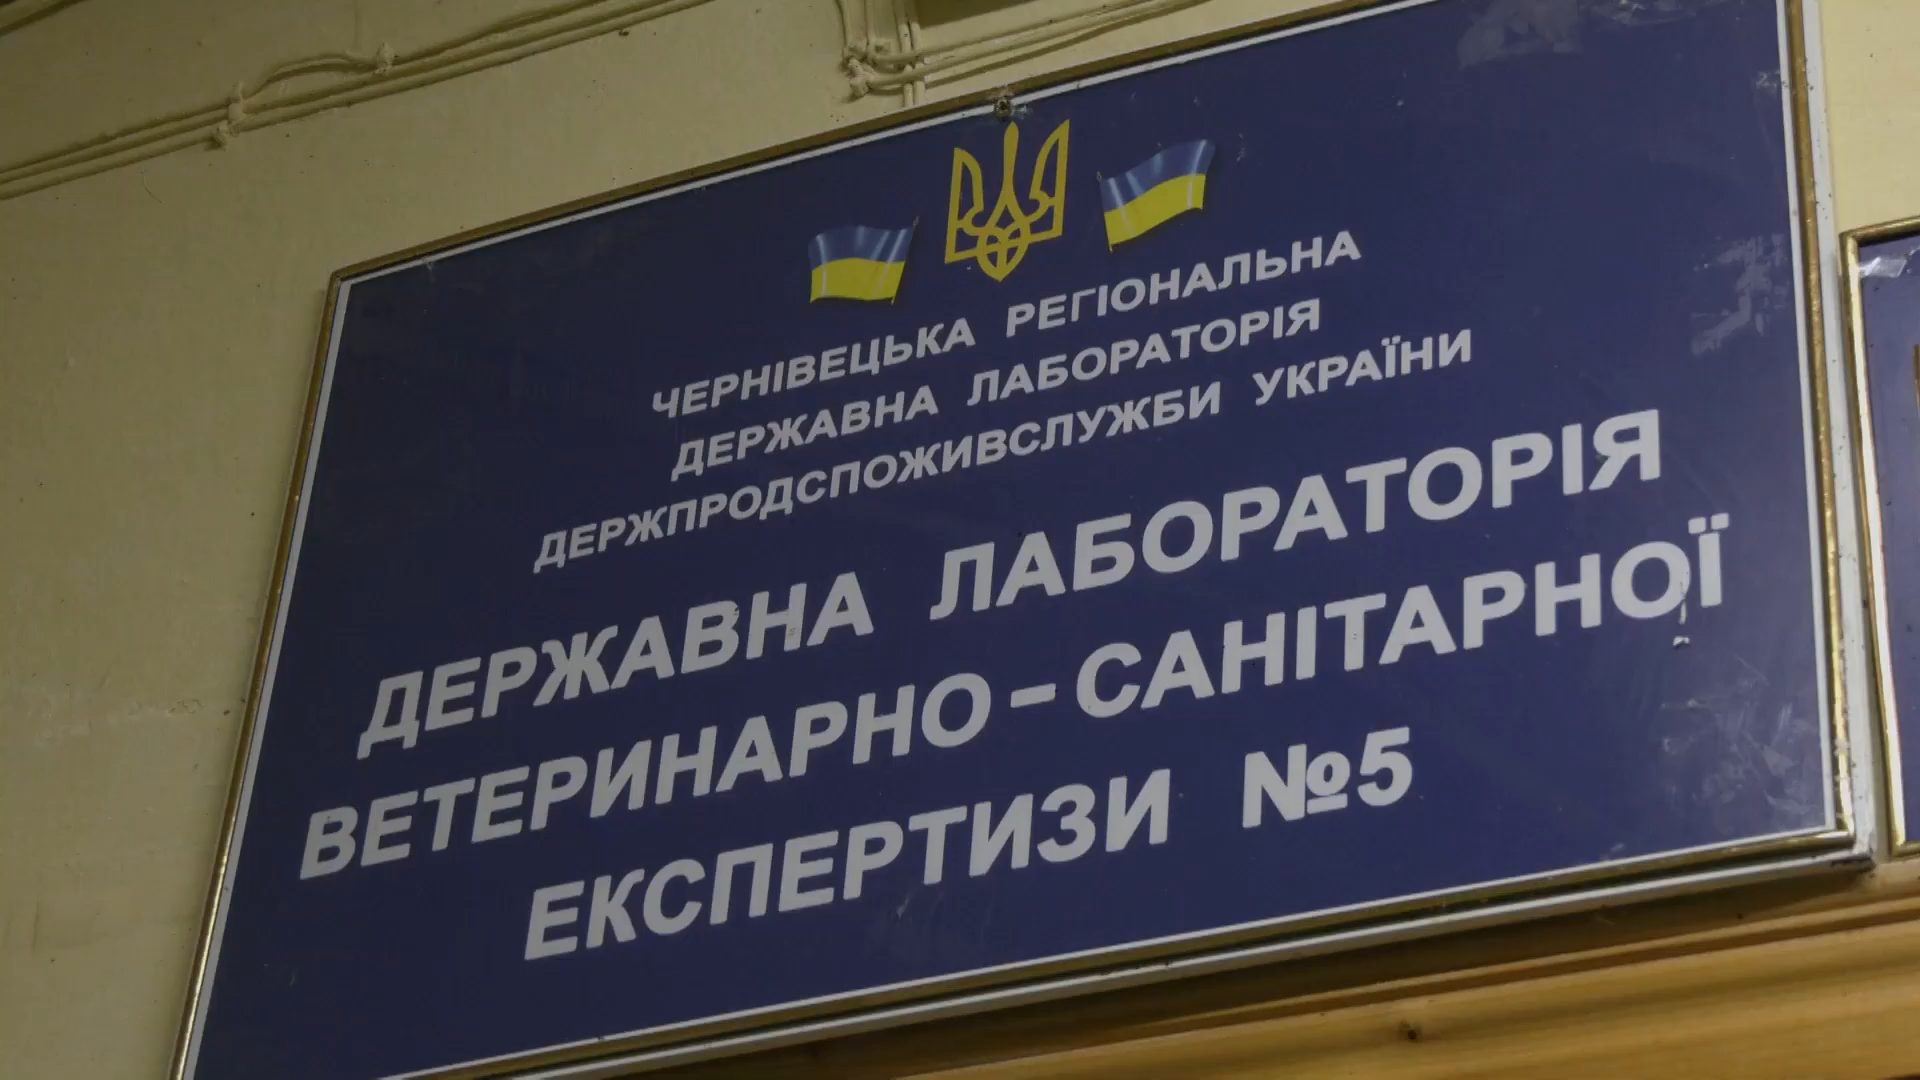 ЧЕРНІВЕЦЬКА РЕГІОНАЛЬНА
ДЕРЖАВНА ЛАБОРАТОРІЯ
ДЕРЖПРОДСПОЖИВСЛУЖБИ УКРАЇНИ
ДЕРЖАВНА ЛАБОРАТОРІЯ
ВЕТЕРИНАРНО-САНІТАРНОЇ
ЕКСПЕРТИЗИ №5